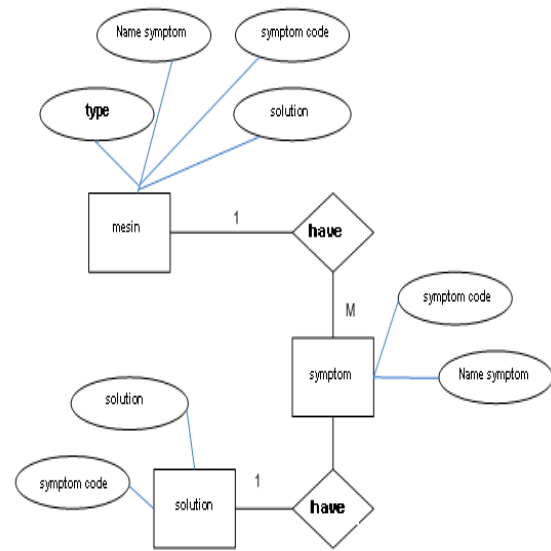 Name symptom
symptom code
type
solution
mesin
1
have
M
symptom code
symptom
Name symptom
solution
symptom code
solution
1
have